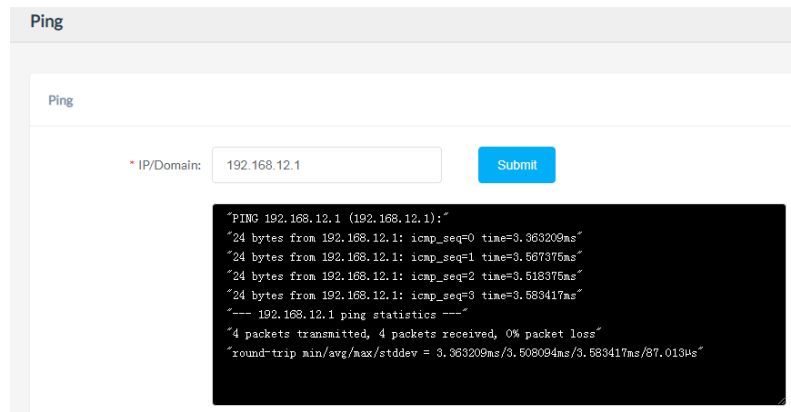 Ping
Ping
* IP/Domain: 192.168.12.1 Submit
"PING 192.168.12.1 (192.168.12.1):"
"24 bytes from 192.168.12.1: icmp_seq=0 time=3.363209ms"
"24 bytes from 192.168.12.1: icmp_seq=1 time=3.567375ms"
"24 bytes from 192.168.12.1: icmp_seq=2 time=3.518375ms"
"24 bytes from 192.168.12.1: icmp_seq=3 time=3.583417ms"
"--- 192.168.12.1 ping statistics ---"
"4 packets transmitted, 4 packets received, 0% packet loss"
"round-trip min/avg/max/stddev = 3.363209ms/3.508094ms/3.583417ms/87.013µs"